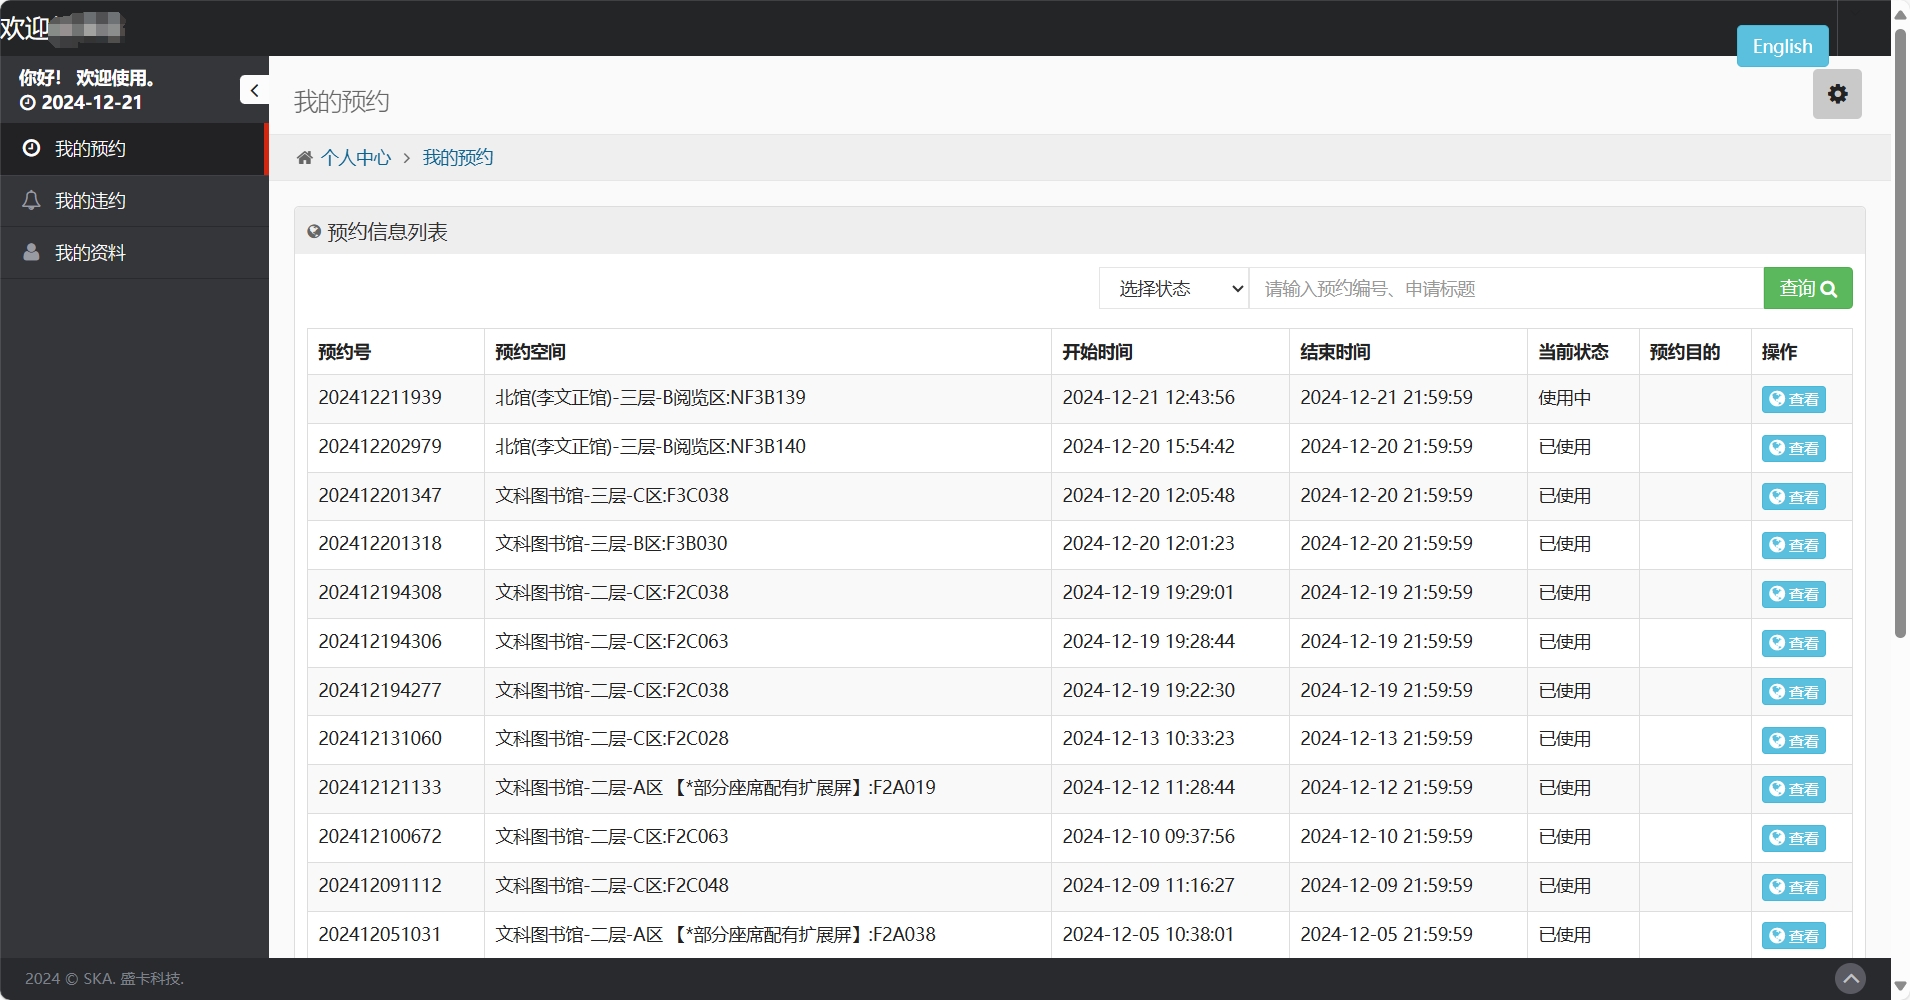 欢迎
English
你好！ 欢迎使用。
2024-12-21
我的预约
我的违约
我的资料
我的预约
个人中心 > 我的预约
预约信息列表
选择状态 请输入预约编号、申请标题 查询
预约号 预约空间 开始时间 结束时间 当前状态 预约目的 操作
202412211939 北馆(李文正馆)-三层-B阅览区:NF3B139 2024-12-21 12:43:56 2024-12-21 21:59:59 使用中 查看
202412202979 北馆(李文正馆)-三层-B阅览区:NF3B140 2024-12-20 15:54:42 2024-12-20 21:59:59 已使用 查看
202412201347 文科图书馆-三层-C区:F3C038 2024-12-20 12:05:48 2024-12-20 21:59:59 已使用 查看
202412201318 文科图书馆-三层-B区:F3B030 2024-12-20 12:01:23 2024-12-20 21:59:59 已使用 查看
202412194308 文科图书馆-二层-C区:F2C038 2024-12-19 19:29:01 2024-12-19 21:59:59 已使用 查看
202412194306 文科图书馆-二层-C区:F2C063 2024-12-19 19:28:44 2024-12-19 21:59:59 已使用 查看
202412194277 文科图书馆-二层-C区:F2C038 2024-12-19 19:22:30 2024-12-19 21:59:59 已使用 查看
202412131060 文科图书馆-二层-C区:F2C028 2024-12-13 10:33:23 2024-12-13 21:59:59 已使用 查看
202412121133 文科图书馆-二层-A区 【*部分座席配有扩展屏】:F2A019 2024-12-12 11:28:44 2024-12-12 21:59:59 已使用 查看
202412100672 文科图书馆-二层-C区:F2C063 2024-12-10 09:37:56 2024-12-10 21:59:59 已使用 查看
202412091112 文科图书馆-二层-C区:F2C048 2024-12-09 11:16:27 2024-12-09 21:59:59 已使用 查看
202412051031 文科图书馆-二层-A区 【*部分座席配有扩展屏】:F2A038 2024-12-05 10:38:01 2024-12-05 21:59:59 已使用 查看
2024 © SKA. 盛卡科技.